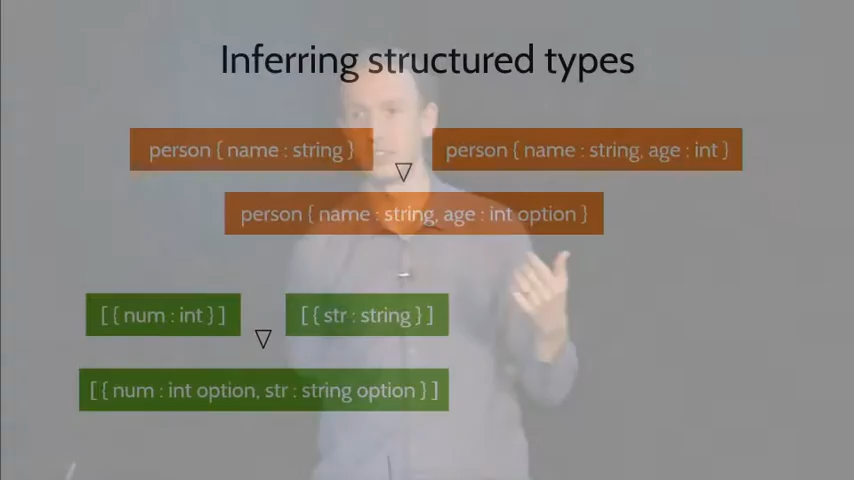 Inferring structured types
person { name : string }
person { name : string, age : int }
person { name : string, age : int option }
[ { num : int } ]
[ { str : string } ]
[ { num : int option, str : string option } ]